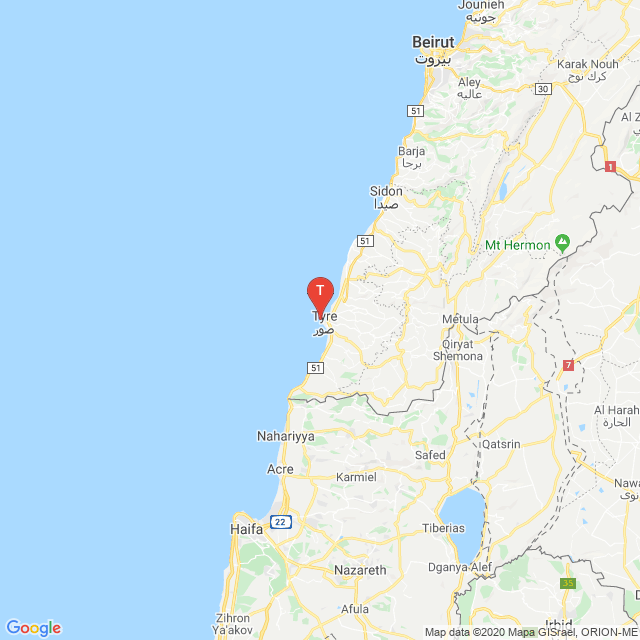 Jounieh
جونيه
Beirut
بيروت
Karak Nouh
كرك نوح
Aley
عاليه
30
51
Al Z
Barja
برجا
1
Sidon
صيدا
51
Mt Hermon
T
Tyre
صور
Metula
Qiryat
Shemona
7
51
Al Harah
الحارة
Nahariyya
Qatsrin
Safed
Acre
Karmiel
Nawa
نوى
22
Haifa
Tiberias
Nazareth
Dganya-Alef
35
Afula
Zihron
Ya'akov
Irbid
Google
Map data ©2020 Mapa GISrael, ORION-ME